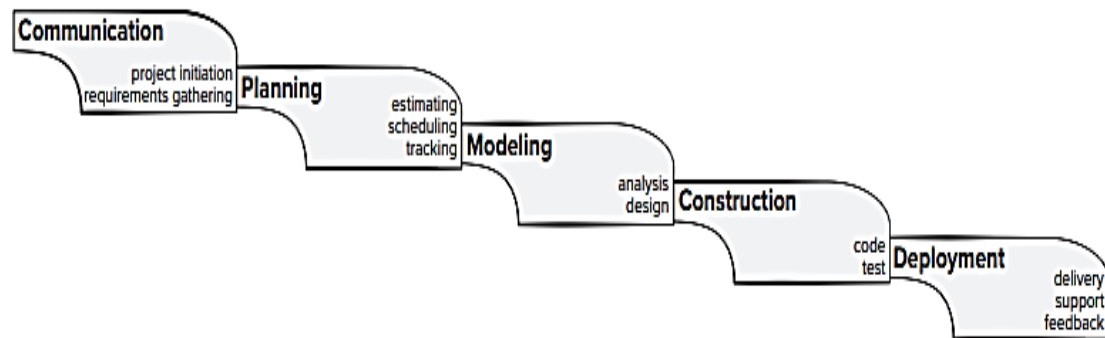 Communication
project initiation
requirements gathering
Planning
estimating
scheduling
tracking
Modeling
analysis
design
Construction
code
test
Deployment
delivery
support
feedback